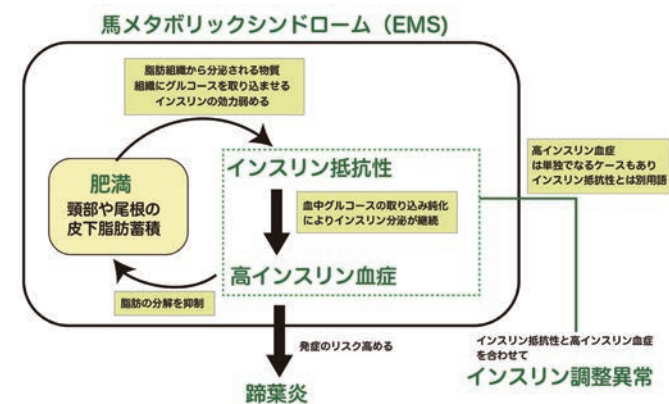 馬メタボリックシンドローム（EMS)
脂肪組織から分泌される物質
組織にグルコースを取り込ませる
インスリンの効力弱める
肥満
頸部や尾根の
皮下脂肪蓄積
インスリン抵抗性
血中グルコースの取り込み鈍化
によりインスリン分泌が継続
高インスリン血症
脂肪の分解を抑制
高インスリン血症
は単独でなるケースもあり
インスリン抵抗性とは別用語
発症のリスク高める
蹄葉炎
インスリン抵抗性と高インスリン血症
を合わせて
インスリン調整異常